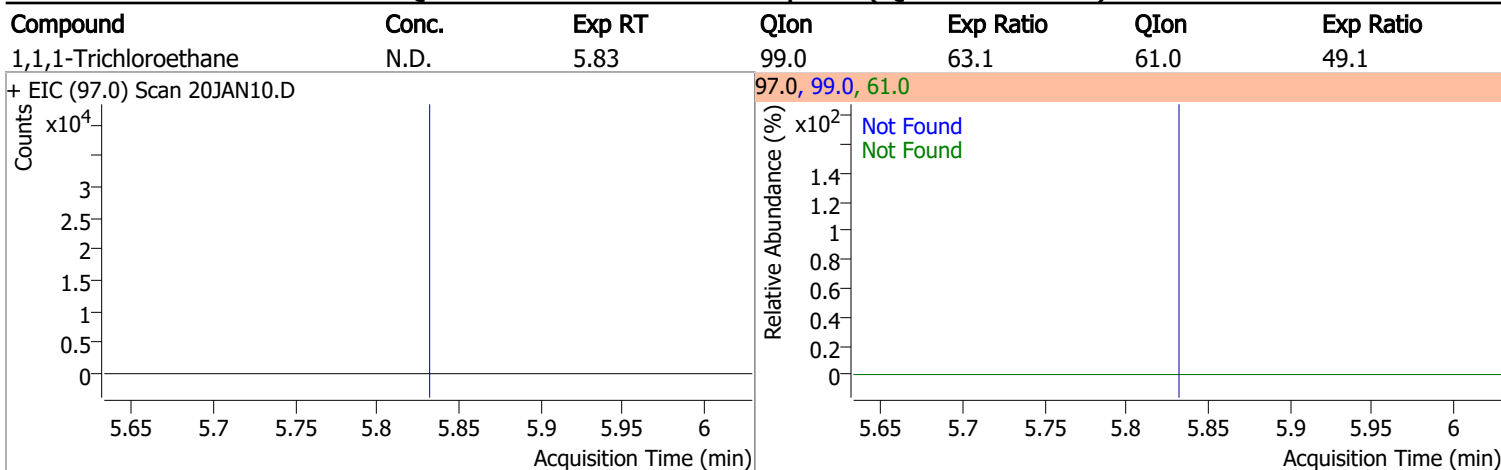 Compound Conc. Exp RT QIon Exp Ratio QIon Exp Ratio
1,1,1-Trichloroethane N.D. 5.83 99.0 63.1 61.0 49.1
+ EIC (97.0) Scan 20JAN10.D
Counts
x10⁴
3
2.5
2
1.5
1
0.5
0
5.65 5.7 5.75 5.8 5.85 5.9 5.95 6
Acquisition Time (min)
97.0, 99.0, 61.0
Relative Abundance (%)
x10²
Not Found
Not Found
1.4
1.2
1
0.8
0.6
0.4
0.2
0
5.65 5.7 5.75 5.8 5.85 5.9 5.95 6
Acquisition Time (min)